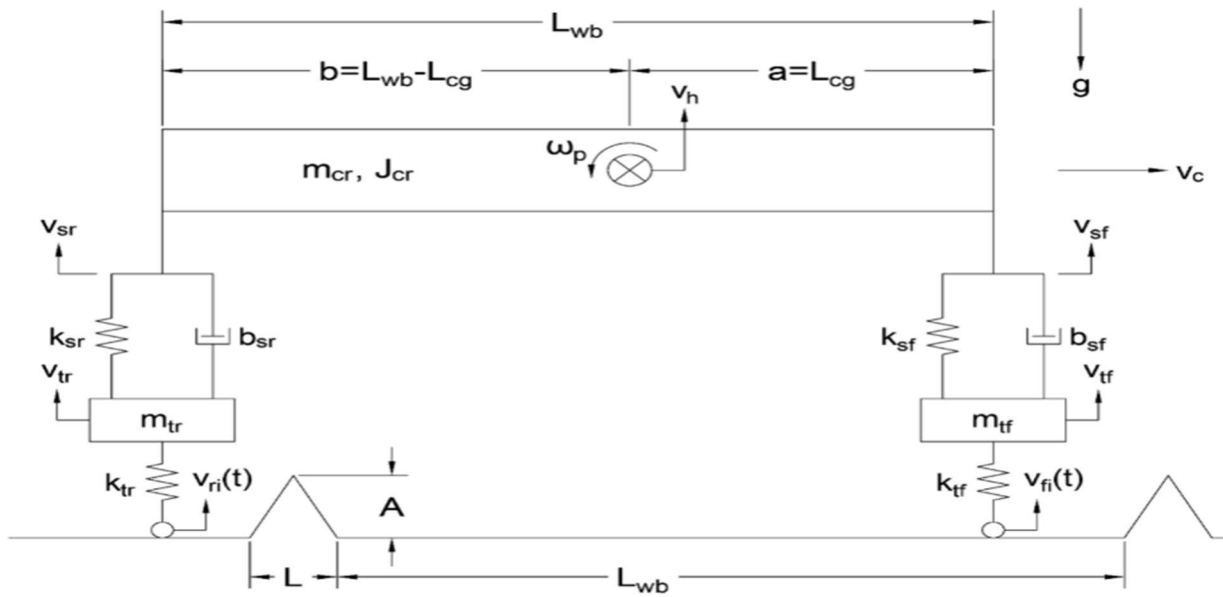 L_wb
b=L_wb-L_cg
a=L_cg
g
v_h
ω_p
m_cr, J_cr
v_c
v_sr
v_sf
k_sr
b_sr
k_sf
b_sf
v_tr
v_tf
m_tr
m_tf
k_tr
v_ri(t)
A
k_tf
v_fi(t)
L
L_wb